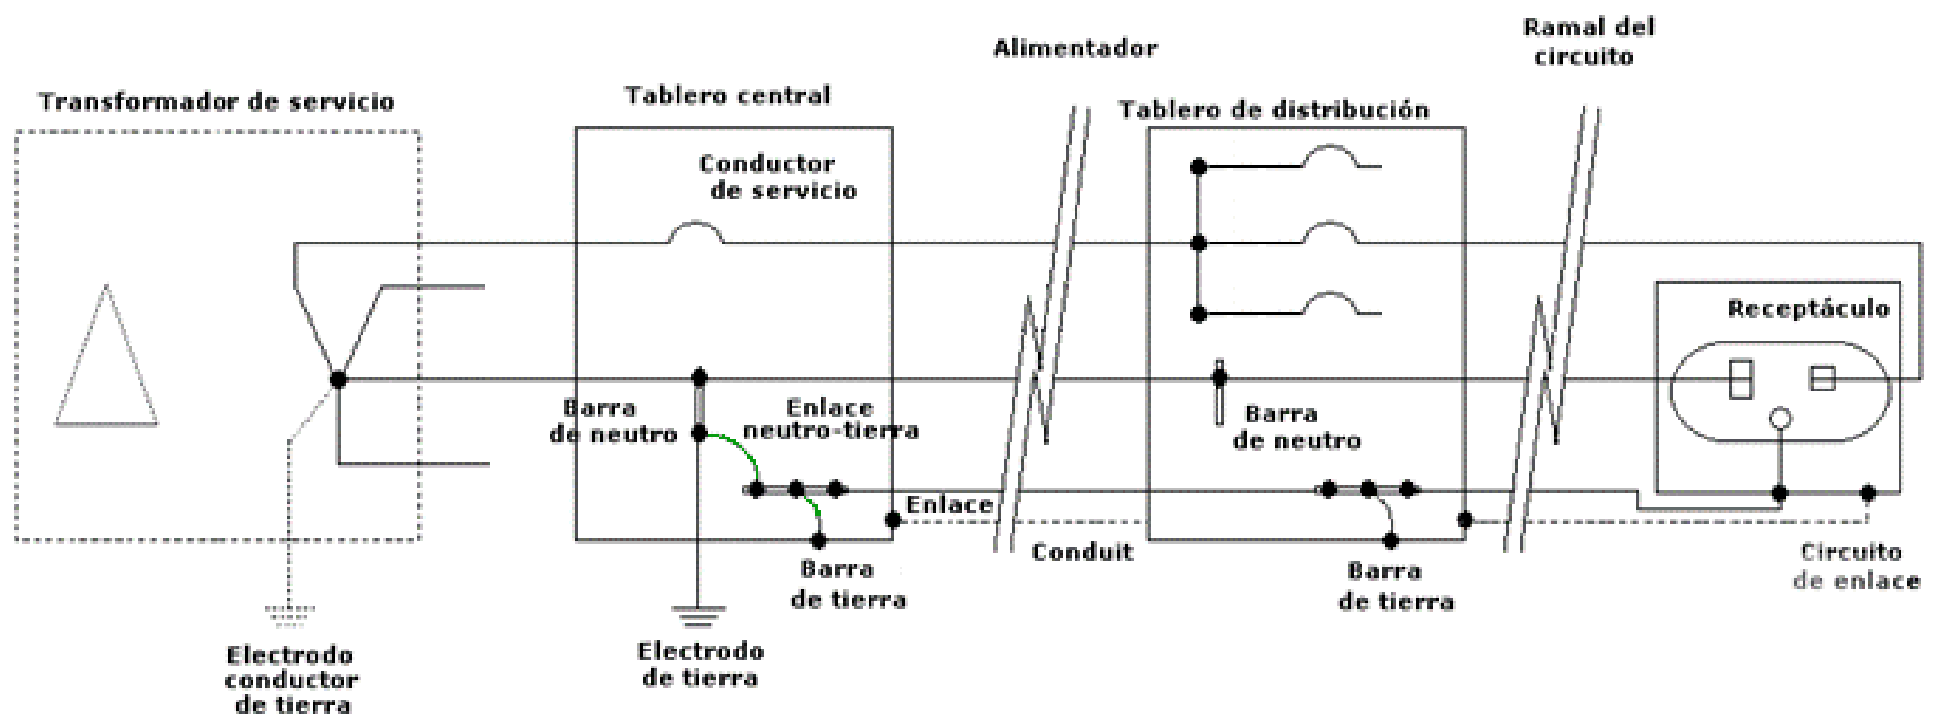 Alimentador
Ramal del
circuito
Transformador de servicio
Tablero central
Tablero de distribución
Conductor
de servicio
Receptáculo
Barra
de neutro
Enlace
neutro-tierra
Barra
de neutro
Enlace
Conduit
Barra
de tierra
Barra
de tierra
Circuito
de enlace
Electrodo
conductor
de tierra
Electrodo
de tierra